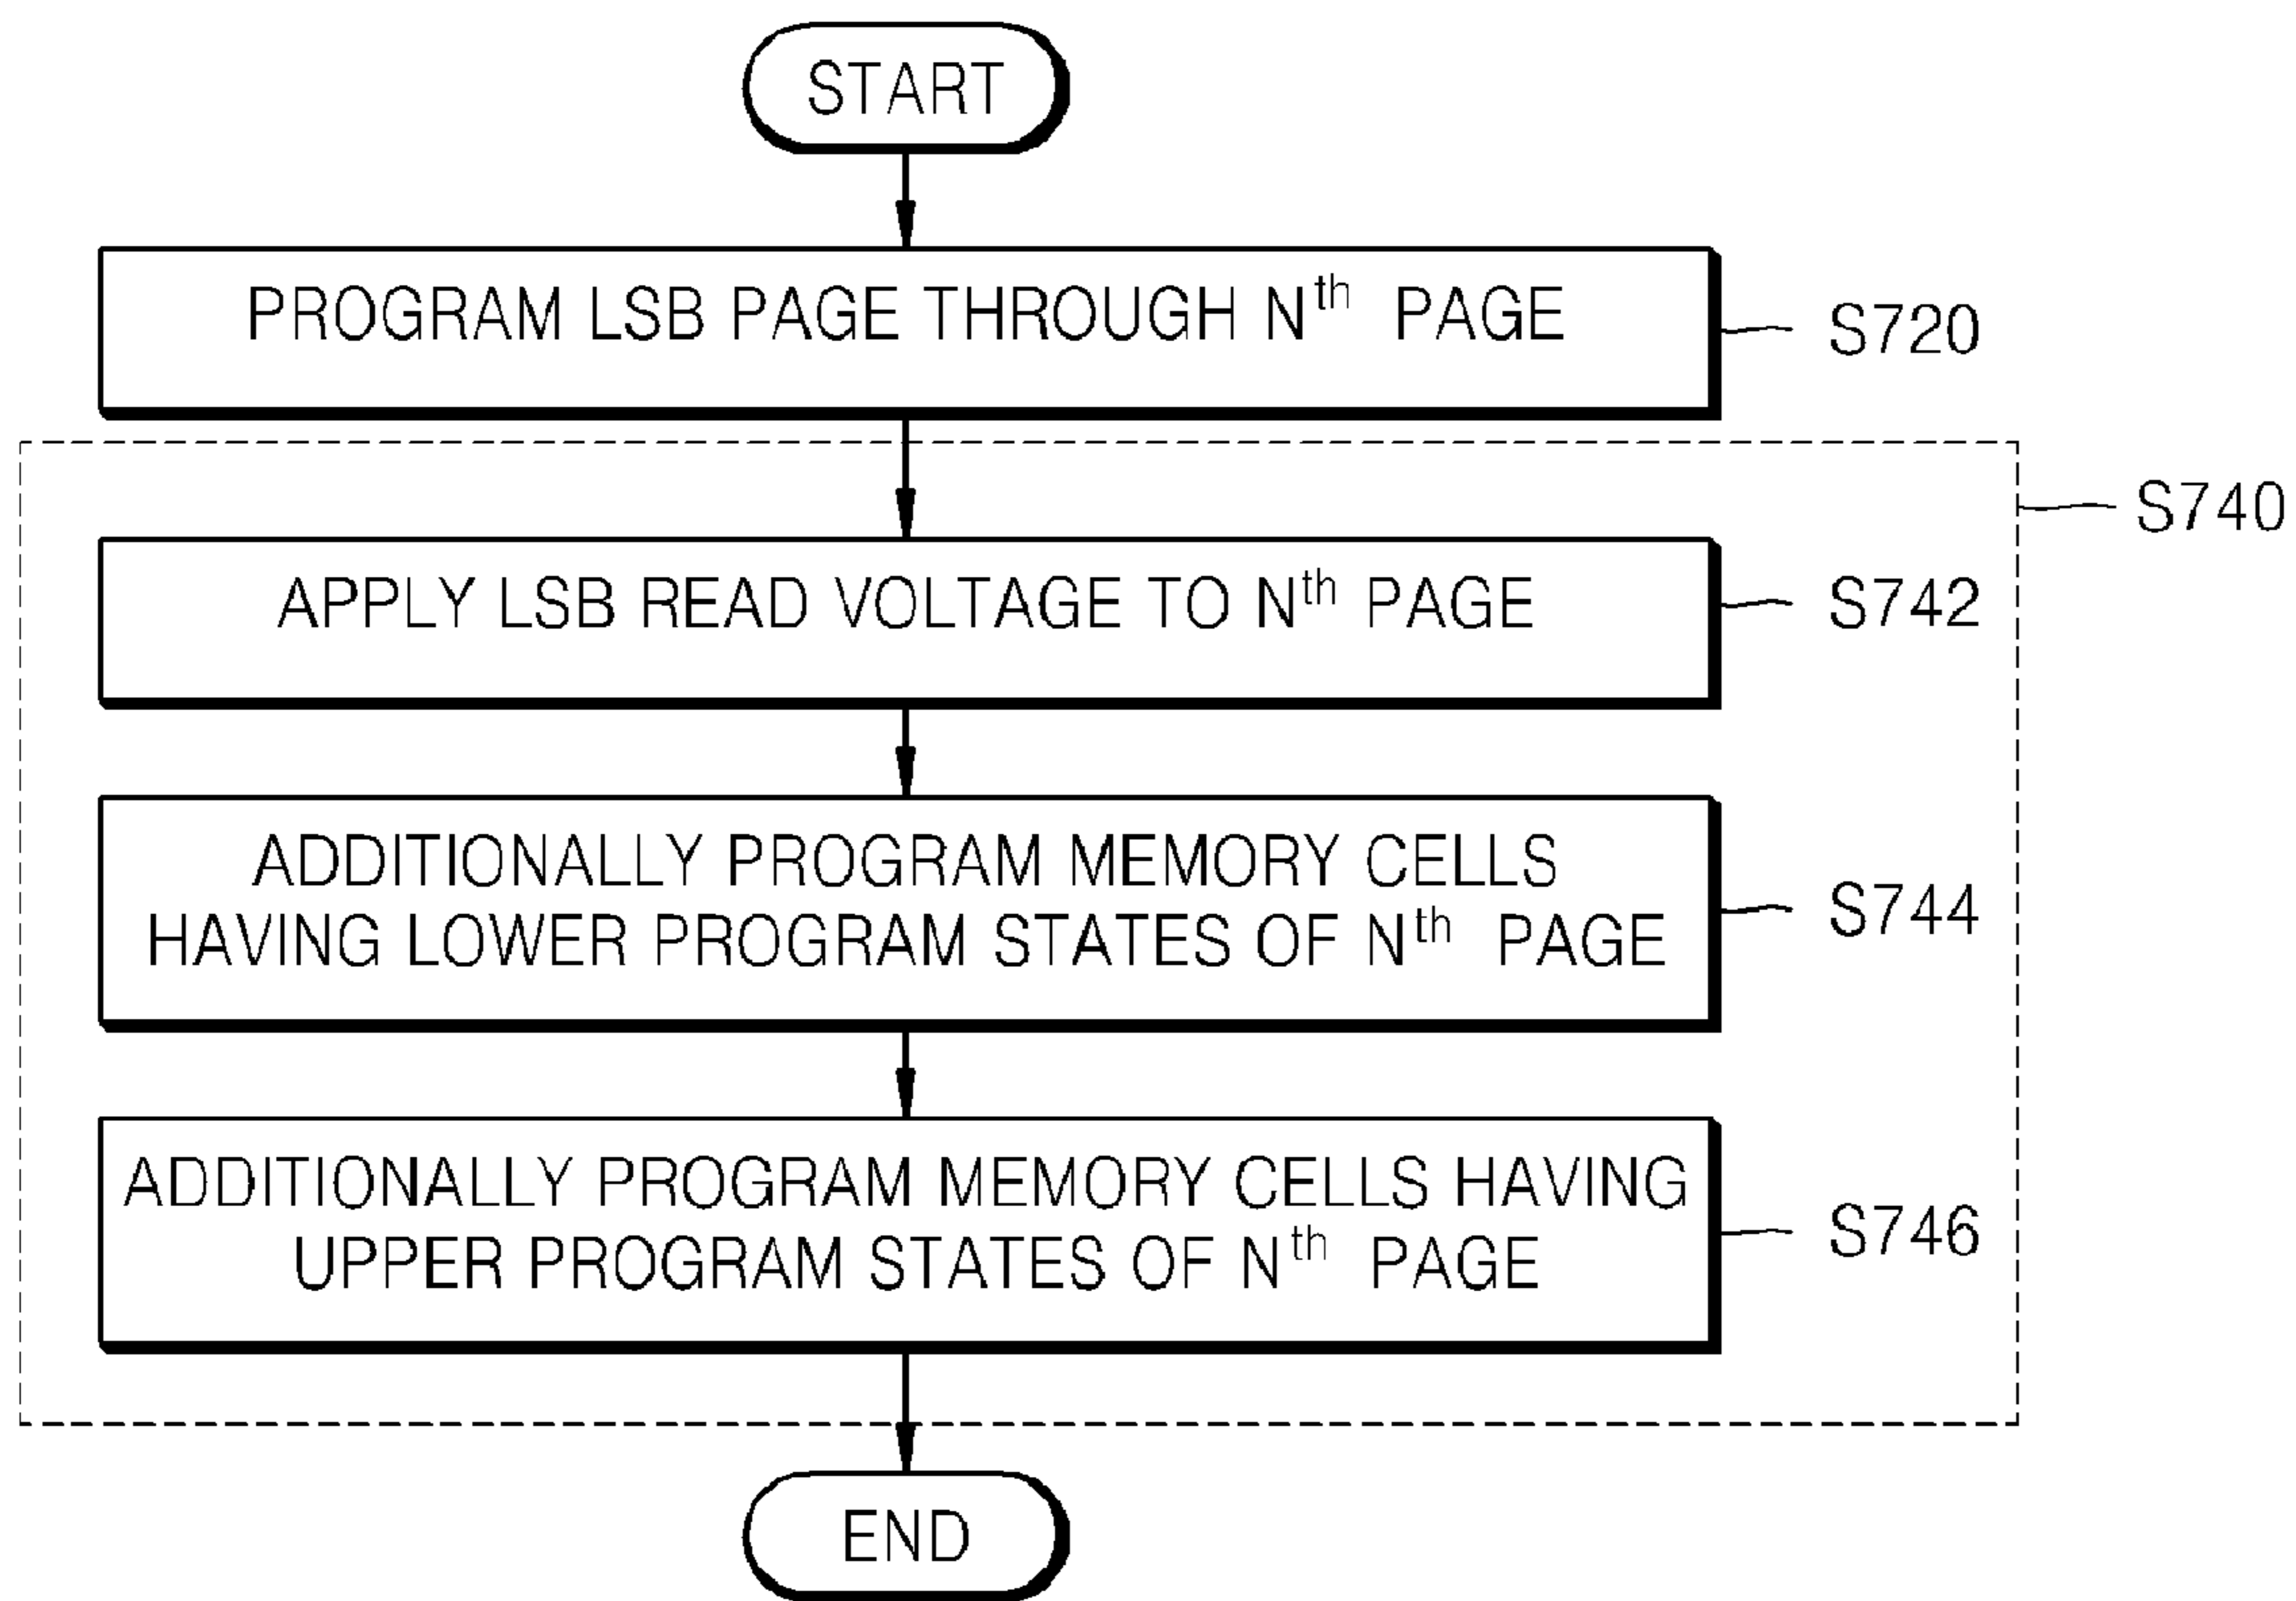 START
PROGRAM LSB PAGE THROUGH Nth PAGE
S720
S740
APPLY LSB READ VOLTAGE TO Nth PAGE
S742
ADDITIONALLY PROGRAM MEMORY CELLS
HAVING LOWER PROGRAM STATES OF Nth PAGE
S744
ADDITIONALLY PROGRAM MEMORY CELLS HAVING
UPPER PROGRAM STATES OF Nth PAGE
S746
END